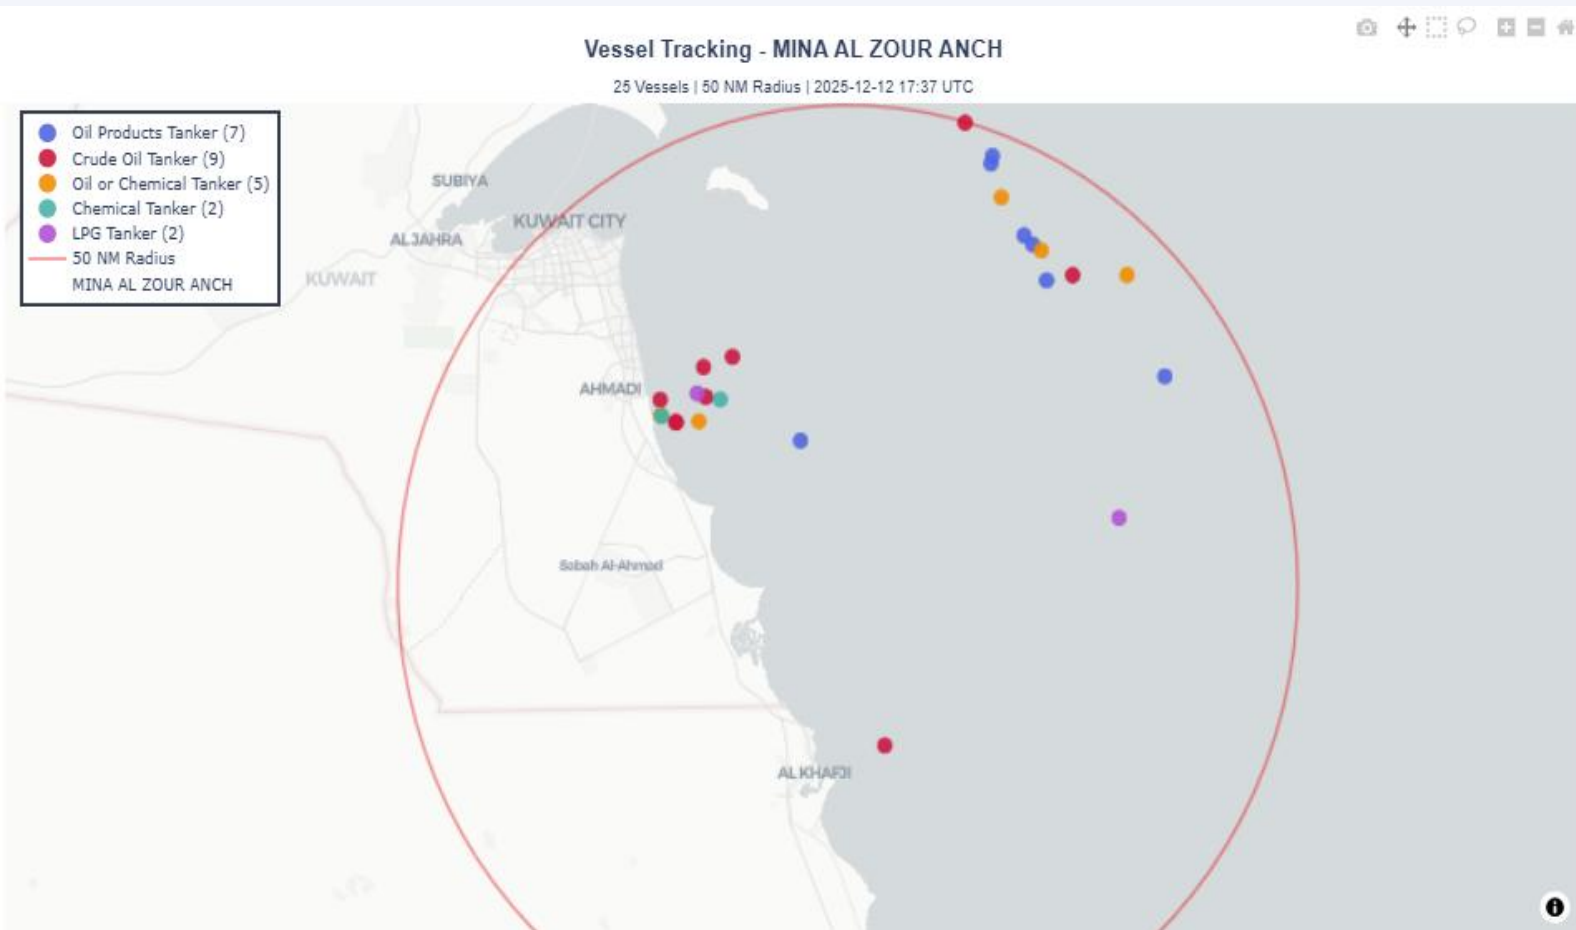 Vessel Tracking - MINA AL ZOUR ANCH
25 Vessels | 50 NM Radius | 2025-12-12 17:37 UTC
Oil Products Tanker (7)
Crude Oil Tanker (9)
Oil or Chemical Tanker (5)
Chemical Tanker (2)
LPG Tanker (2)
50 NM Radius
MINA AL ZOUR ANCH
SUBIYA
KUWAIT CITY
ALJAHRA
KUWAIT
AHMADI
Sabah Al-Ahmad
AL KHAFJI